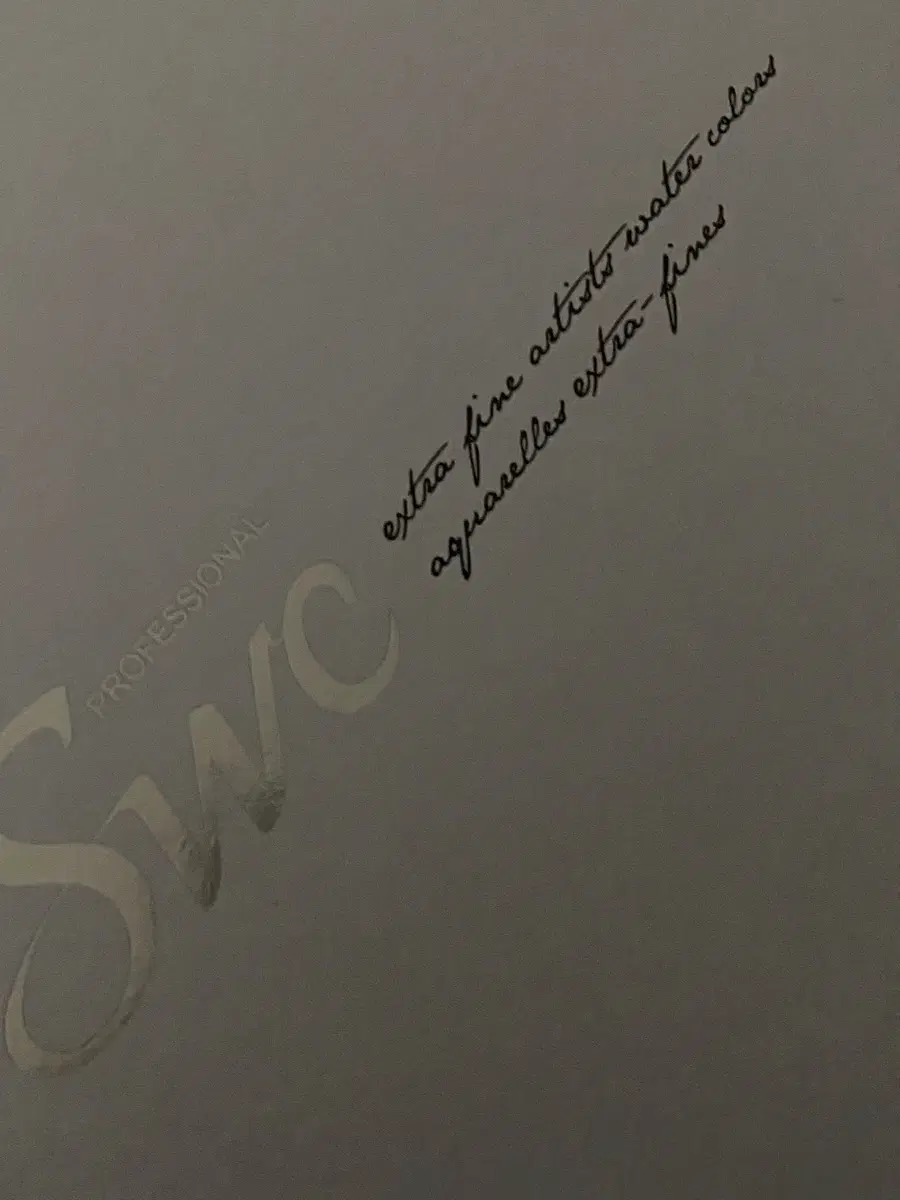 PROFESSIONAL
Swc
extra fine artists water colors
aquarelles extra-fines